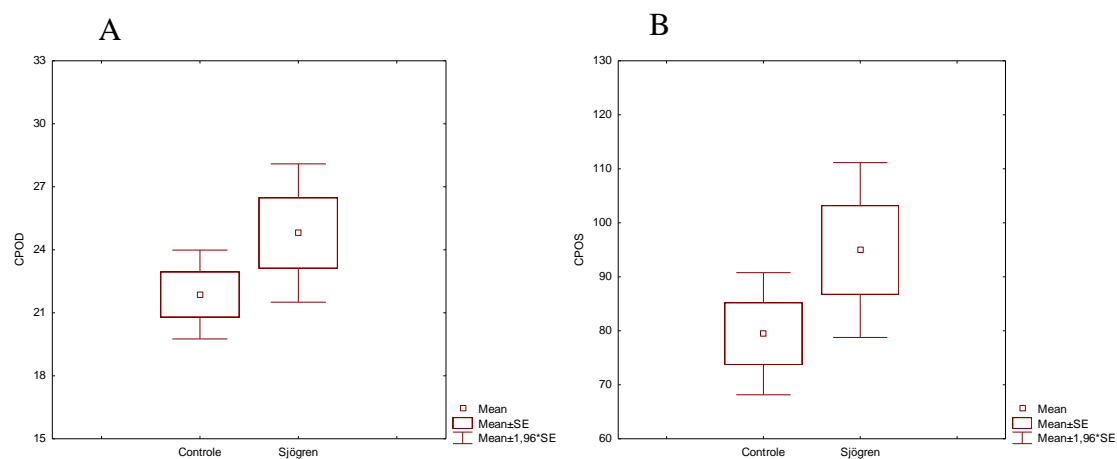 A
33
30
27
24
21
18
15
CPOD
Controle Sjögren
Mean
Mean±SE
Mean±1,96*SE
B
130
120
110
100
90
80
70
60
CPOS
Controle Sjögren
Mean
Mean±SE
Mean±1,96*SE